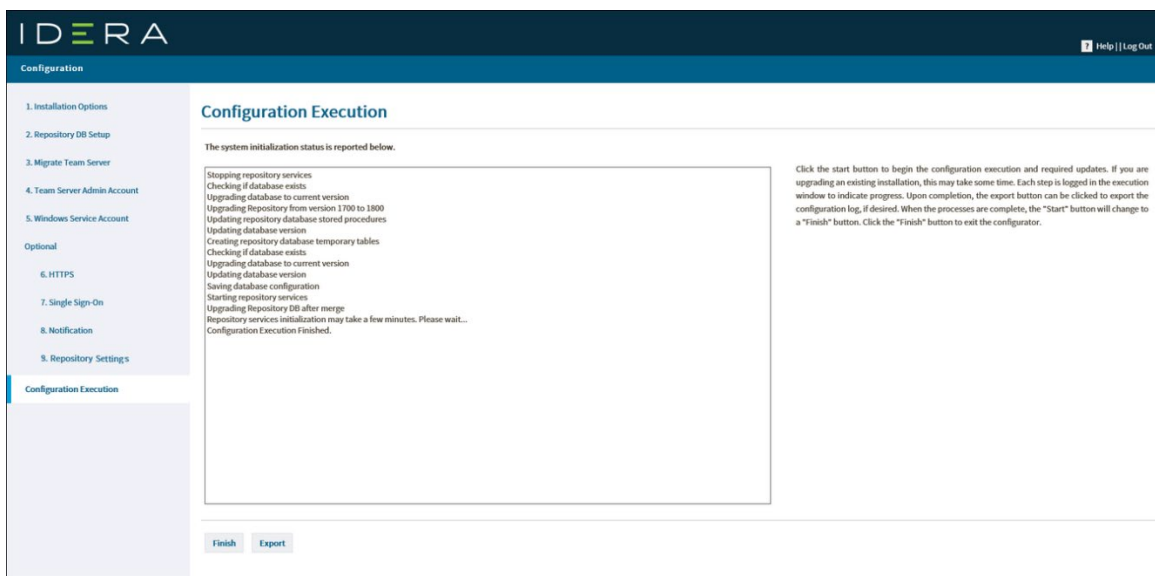 IDERA
? Help | | Log Out
Configuration
1. Installation Options
2. Repository DB Setup
3. Migrate Team Server
4. Team Server Admin Account
5. Windows Service Account
Optional
6. HTTPS
7. Single Sign-On
8. Notification
9. Repository Settings
Configuration Execution
Configuration Execution
The system initialization status is reported below.
Stopping repository services
Checking if database exists
Upgrading database to current version
Upgrading Repository from version 1700 to 1800
Updating repository database stored procedures
Updating database version
Creating repository database temporary tables
Checking if database exists
Upgrading database to current version
Updating database version
Saving database configuration
Starting repository services
Upgrading Repository DB after merge
Repository services initialization may take a few minutes. Please wait...
Configuration Execution Finished.
Click the start button to begin the configuration execution and required updates. If you are
upgrading an existing installation, this may take some time. Each step is logged in the execution
window to indicate progress. Upon completion, the export button can be clicked to export the
configuration log, if desired. When the processes are complete, the "Start" button will change to
a "Finish" button. Click the "Finish" button to exit the configurator.
Finish Export